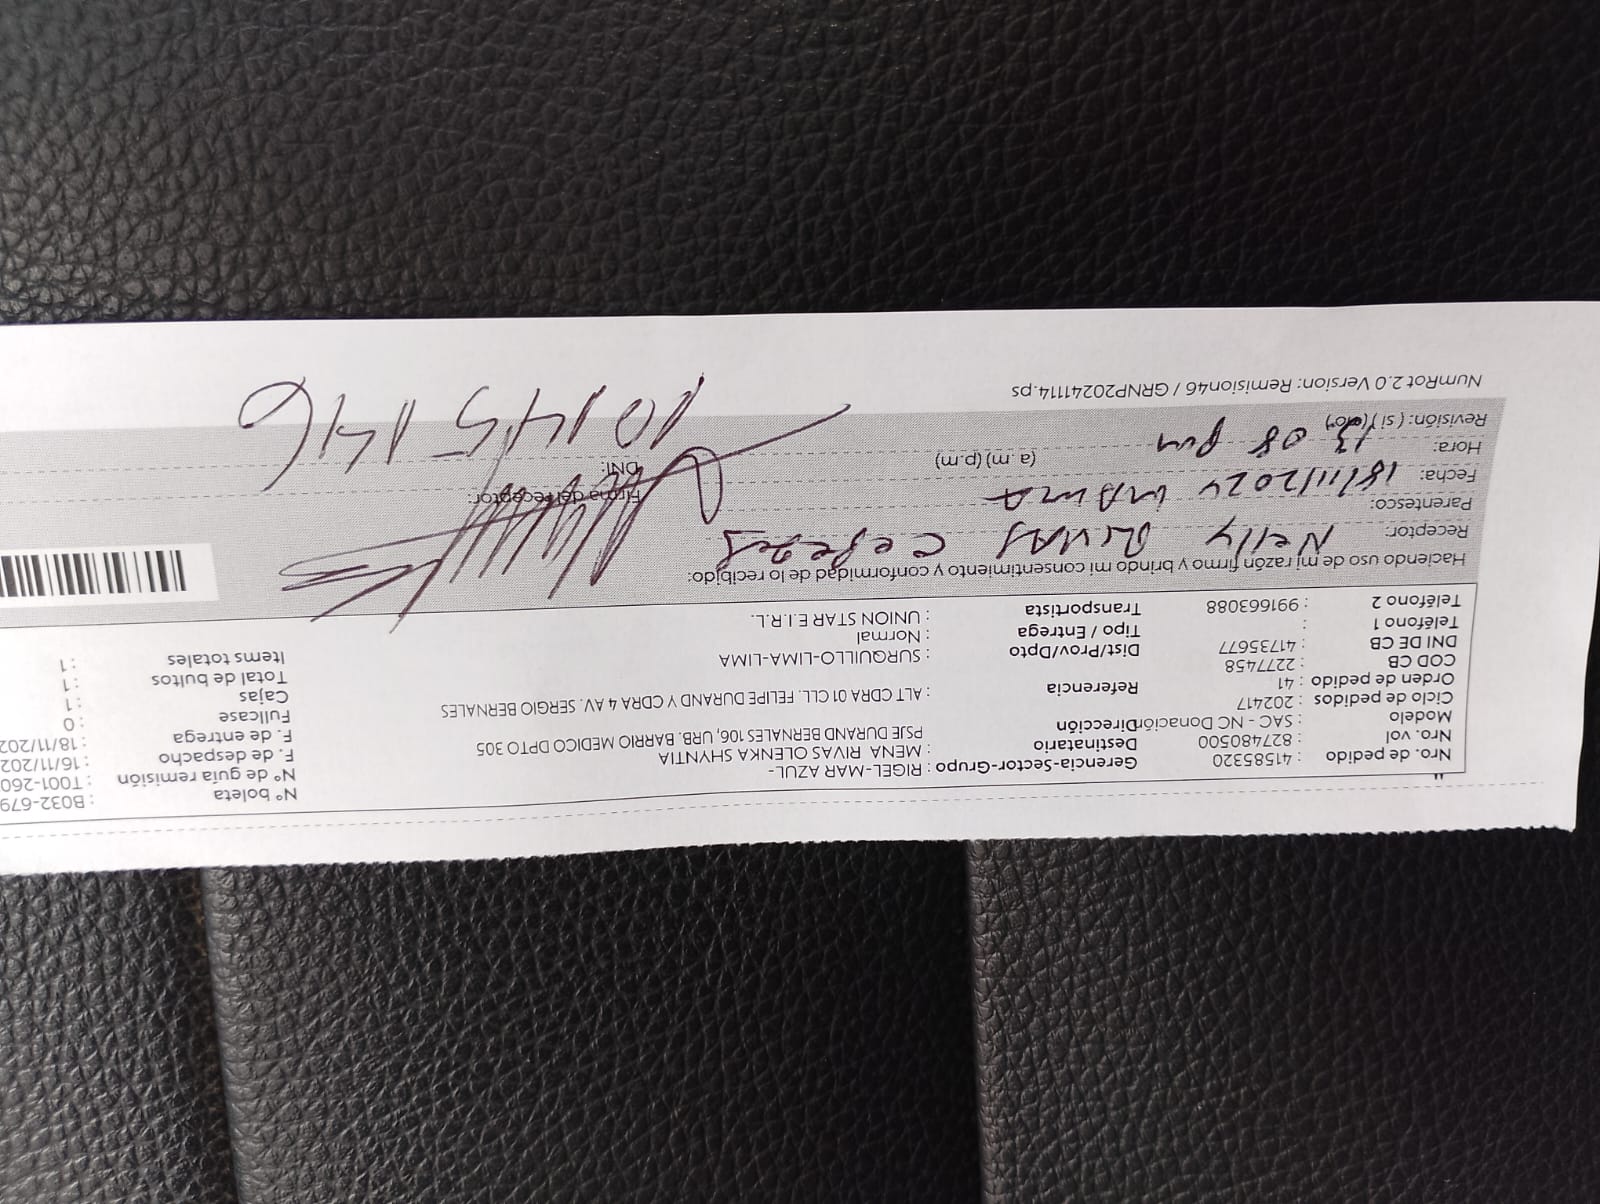 Nro. de pedido : 41585320 Gerencia-Sector-Grupo : RIGEL-MAR AZUL- N° boleta : B032-679
Nro. vol : 827480500 Destinatario : MENA RIVAS OLENKA SHYNTIA N° de guía remisión : T001-260
Modelo : SAC - NC Donación Dirección PSJE DURAND BERNALES 106, URB. BARRIO MEDICO DPTO 305 F. de despacho : 16/11/202
Ciclo de pedidos : 202417 F. de entrega : 18/11/202
Orden de pedido : 41 Referencia : ALT CDRA 01 CLL. FELIPE DURAND Y CDRA 4 AV. SERGIO BERNALES Fullcase : 0
COD CB : 2277458 Dist/Prov/Dpto : SURQUILLO-LIMA-LIMA Cajas : 1
DNI DE CB : 41735677 Tipo / Entrega : Normal Total de bultos : 1
Teléfono 1 : Transportista : UNION STAR E.I.R.L. Items totales : 1
Teléfono 2 : 991663088
Haciendo uso de mi razón firmo y brindo mi consentimiento y conformidad de lo recibido:
Receptor: Nelly Rivas
Parentesco: MAMA
Fecha: 18/11/2024 Firma del receptor:
Hora: 13 08 pm (a.m) (p.m) DNI: 10145146
Revisión: ( si ) ( no )
NumRot 2.0 Version: Remision46 / GRNP20241114.ps